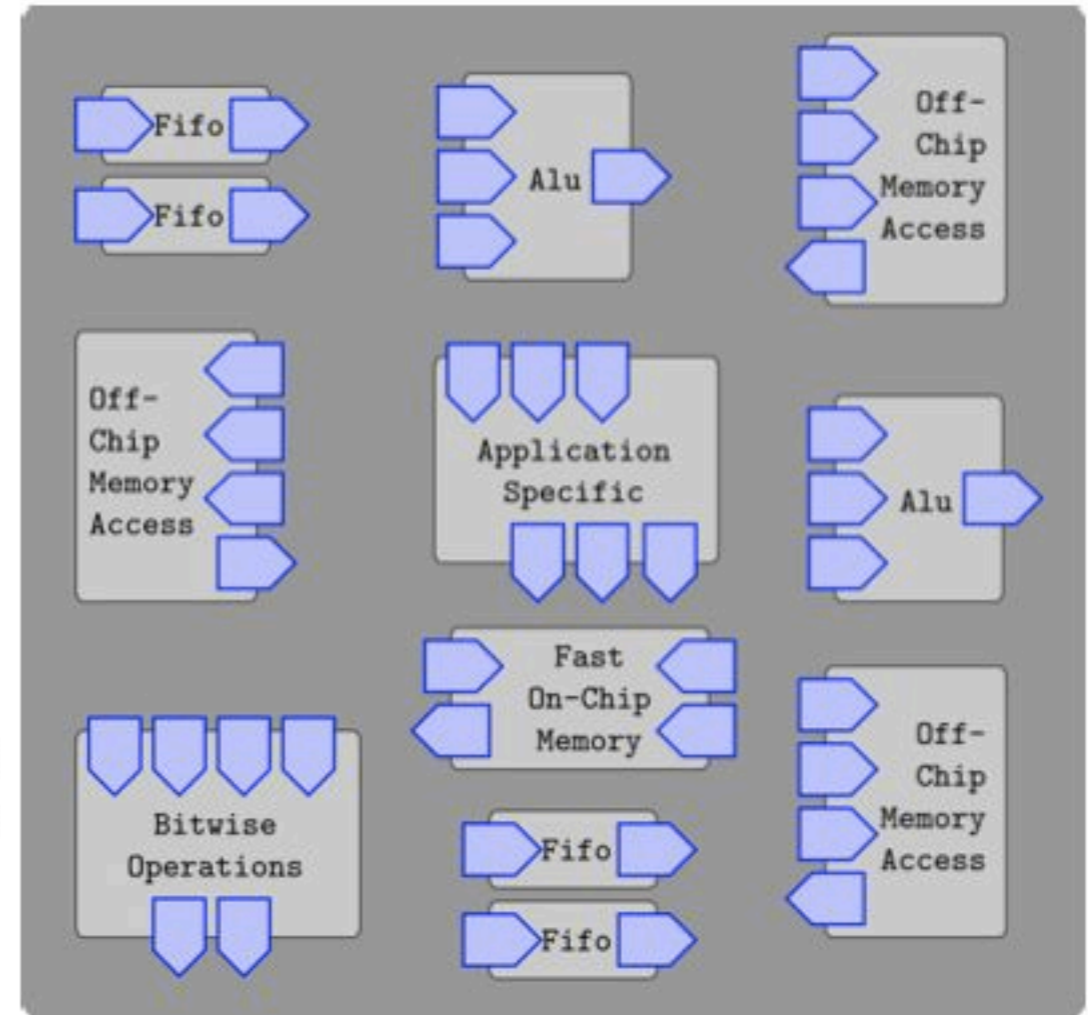 Fifo
Fifo
Alu
Off-
Chip
Memory
Access
Off-
Chip
Memory
Access
Application
Specific
Alu
Fast
On-Chip
Memory
Bitwise
Operations
Off-
Chip
Memory
Access
Fifo
Fifo